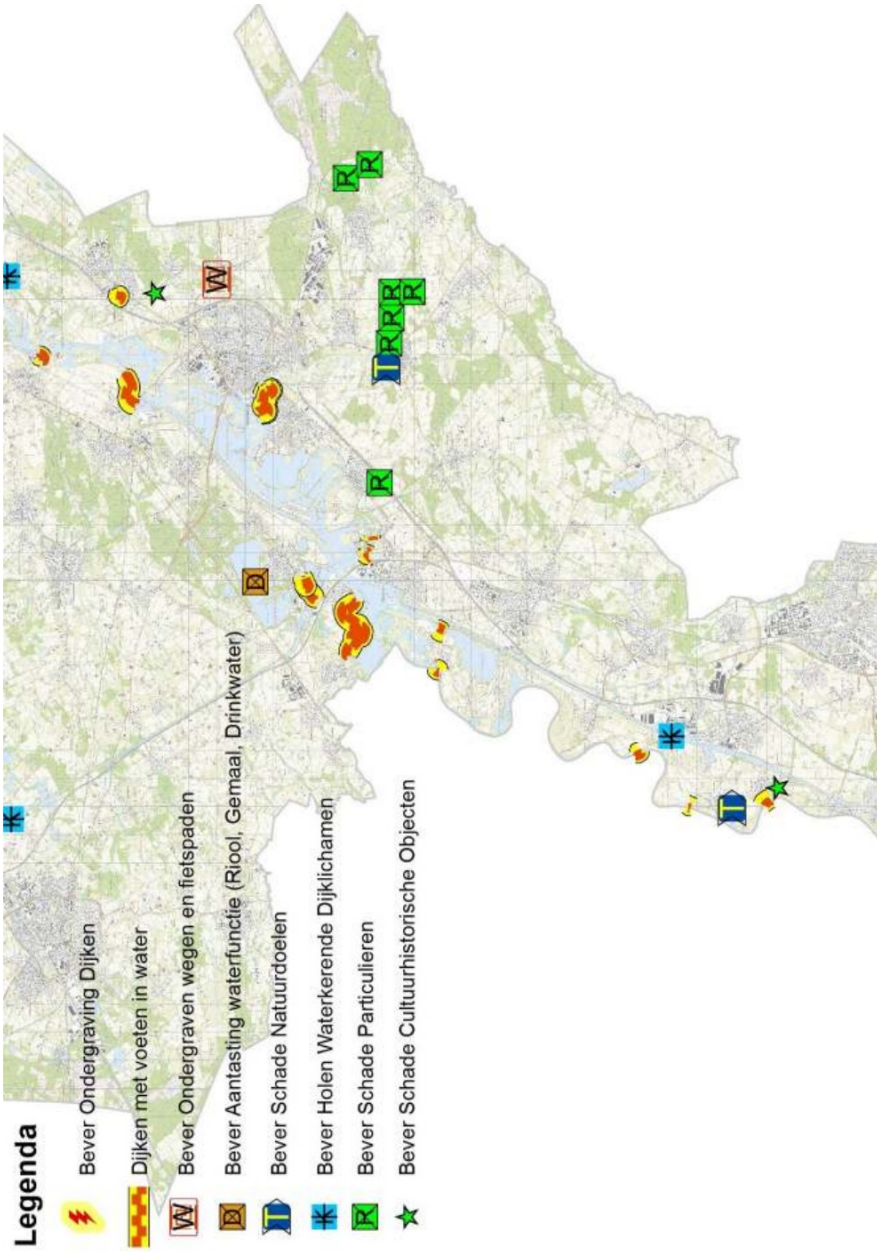 Legenda
Bever Ondergraving Dijken
Dijken met voeten in water
W Bever Ondergraven wegen en fietspaden
D Bever Aantasting waterfunctie (Riool, Gemaal, Drinkwater)
T Bever Schade Natuurdoelen
K Bever Holen Waterkerende Dijklichamen
R Bever Schade Particulieren
Bever Schade Cultuurhistorische Objecten
K
K
W
R
R
R
R
R
R
T
R
D
K
T